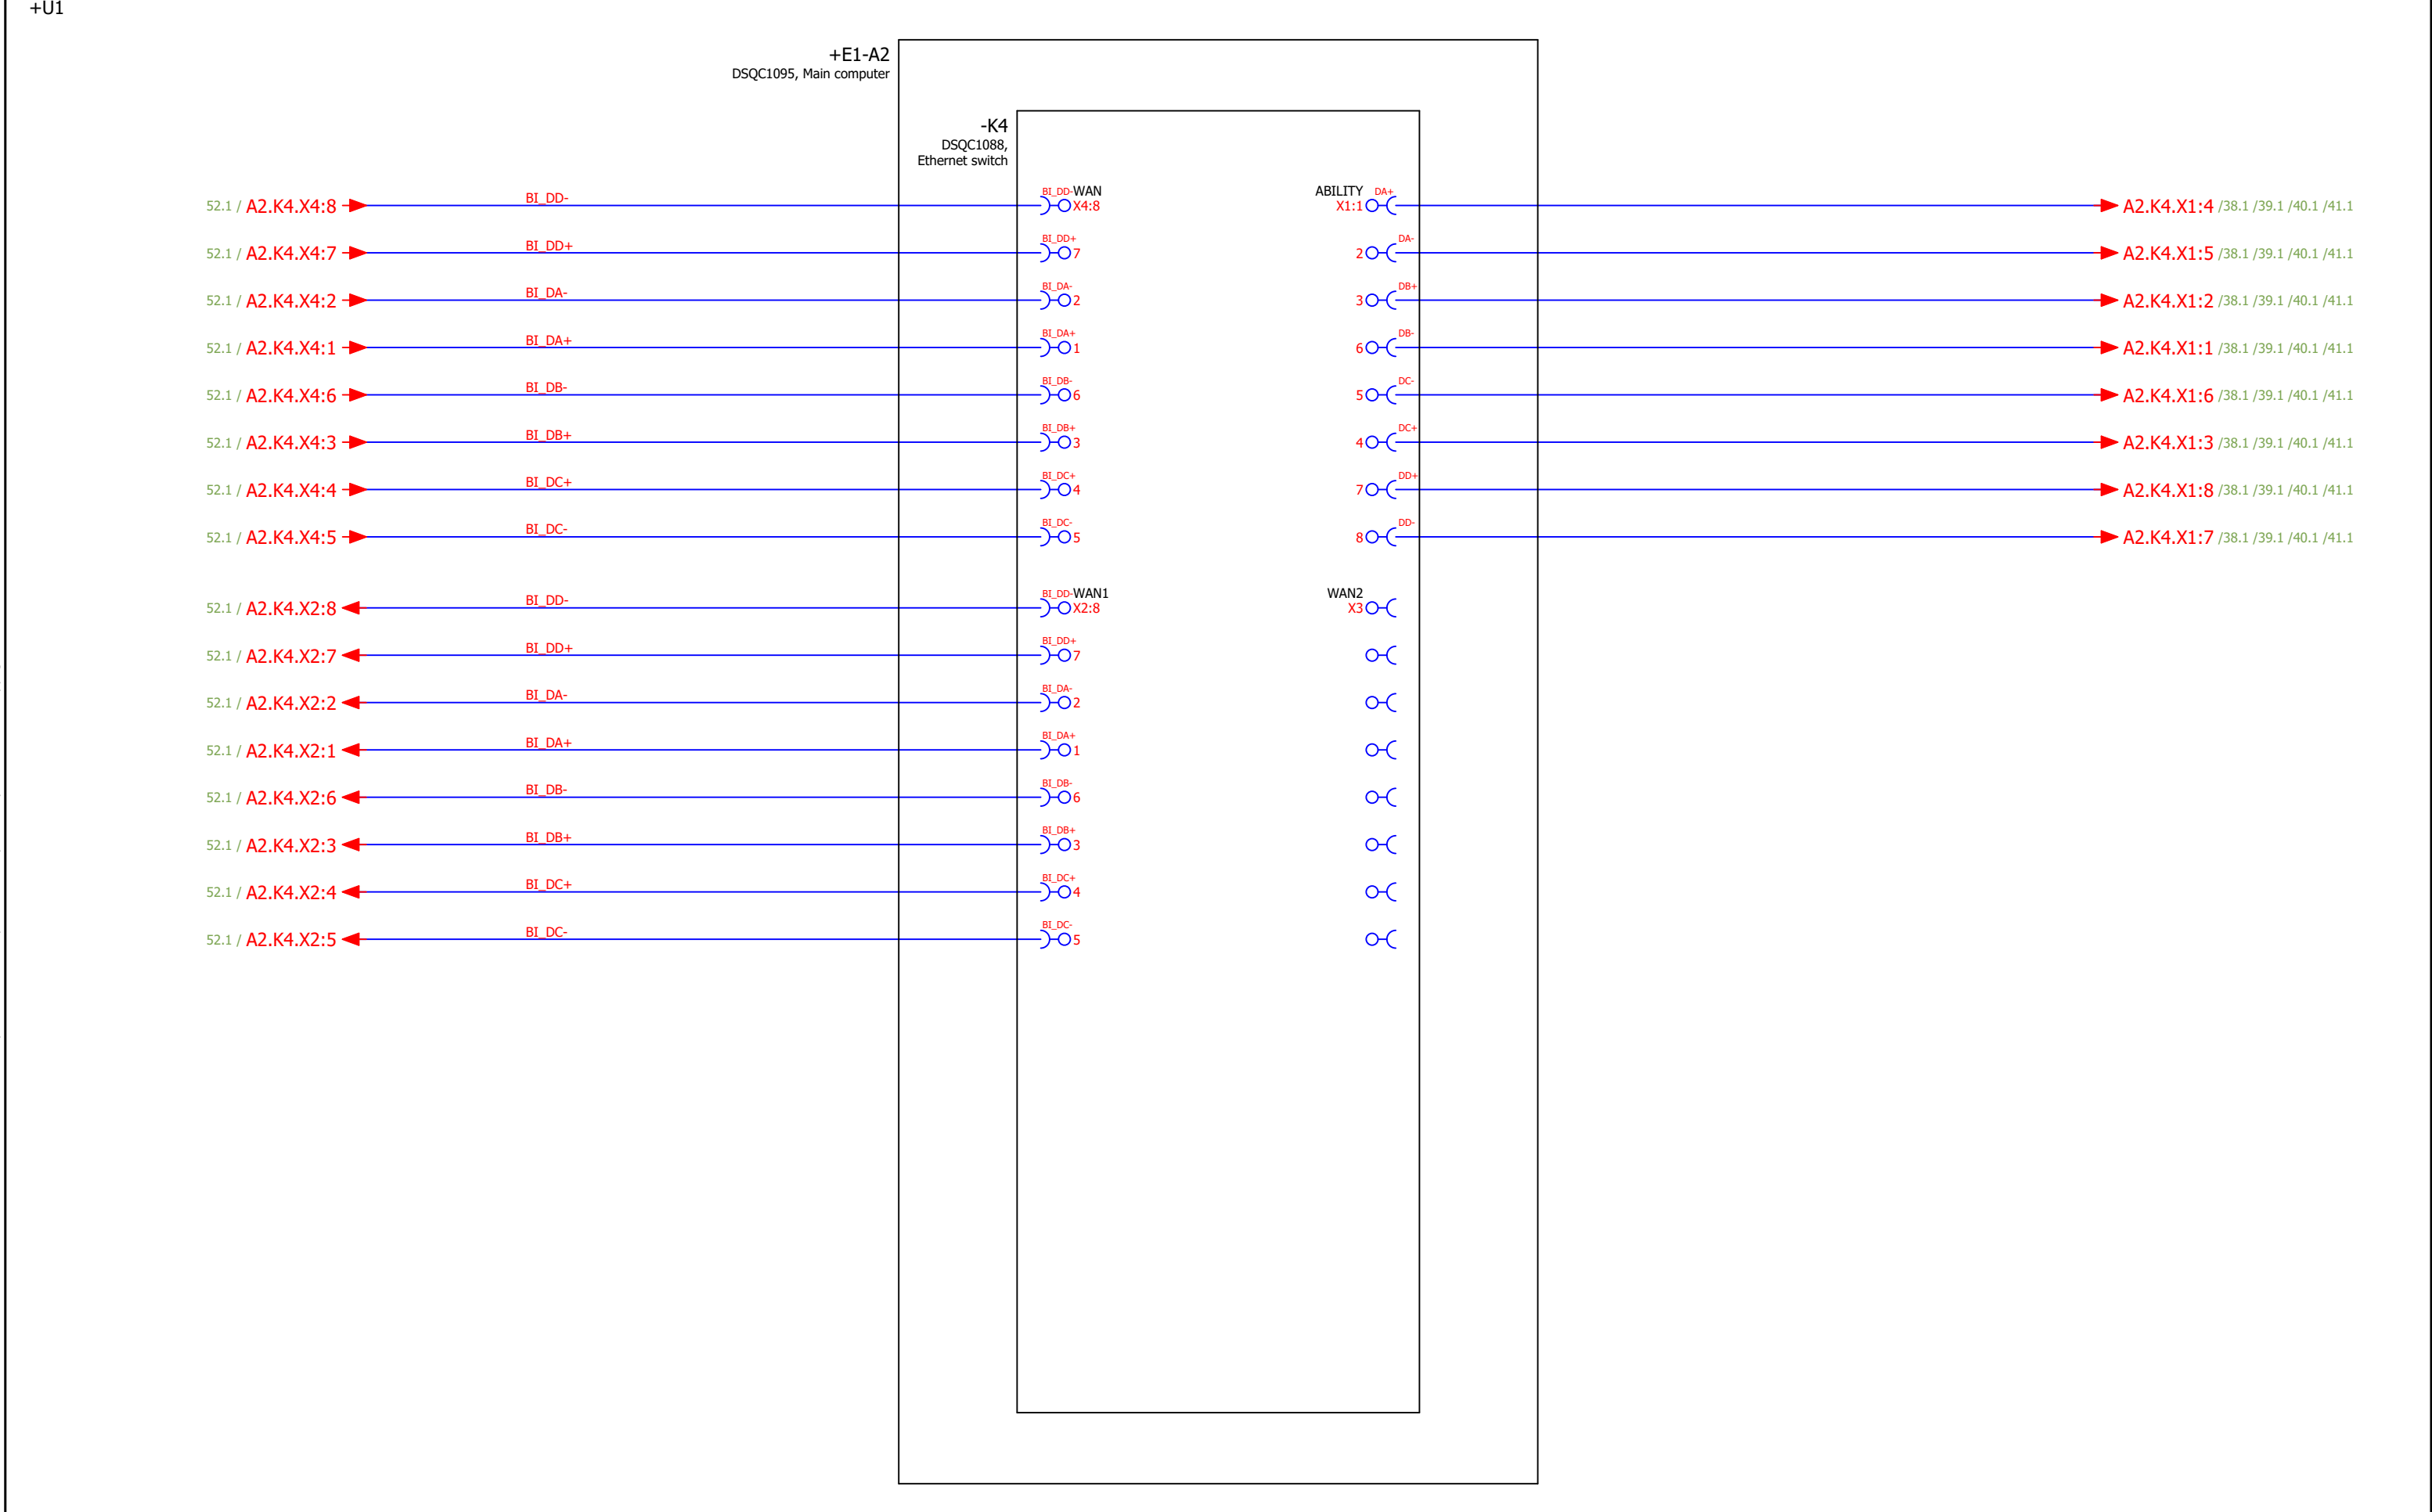 +U1
+E1-A2
DSQC1095, Main computer
-K4
DSQC1088,
Ethernet switch
52.1 / A2.K4.X4:8 BI_DD- BI_DD- WAN X4:8 ABILITY DA+ X1:1 A2.K4.X1:4 /38.1 /39.1 /40.1 /41.1
52.1 / A2.K4.X4:7 BI_DD+ BI_DD+ 7 2 DA- A2.K4.X1:5 /38.1 /39.1 /40.1 /41.1
52.1 / A2.K4.X4:2 BI_DA- BI_DA- 2 3 DB+ A2.K4.X1:2 /38.1 /39.1 /40.1 /41.1
52.1 / A2.K4.X4:1 BI_DA+ BI_DA+ 1 6 DB- A2.K4.X1:1 /38.1 /39.1 /40.1 /41.1
52.1 / A2.K4.X4:6 BI_DB- BI_DB- 6 5 DC- A2.K4.X1:6 /38.1 /39.1 /40.1 /41.1
52.1 / A2.K4.X4:3 BI_DB+ BI_DB+ 3 4 DC+ A2.K4.X1:3 /38.1 /39.1 /40.1 /41.1
52.1 / A2.K4.X4:4 BI_DC+ BI_DC+ 4 7 DD+ A2.K4.X1:8 /38.1 /39.1 /40.1 /41.1
52.1 / A2.K4.X4:5 BI_DC- BI_DC- 5 8 DD- A2.K4.X1:7 /38.1 /39.1 /40.1 /41.1
52.1 / A2.K4.X2:8 BI_DD- BI_DD- WAN1 X2:8 WAN2 X3
52.1 / A2.K4.X2:7 BI_DD+ BI_DD+ 7
52.1 / A2.K4.X2:2 BI_DA- BI_DA- 2
52.1 / A2.K4.X2:1 BI_DA+ BI_DA+ 1
52.1 / A2.K4.X2:6 BI_DB- BI_DB- 6
52.1 / A2.K4.X2:3 BI_DB+ BI_DB+ 3
52.1 / A2.K4.X2:4 BI_DC+ BI_DC+ 4
52.1 / A2.K4.X2:5 BI_DC- BI_DC- 5